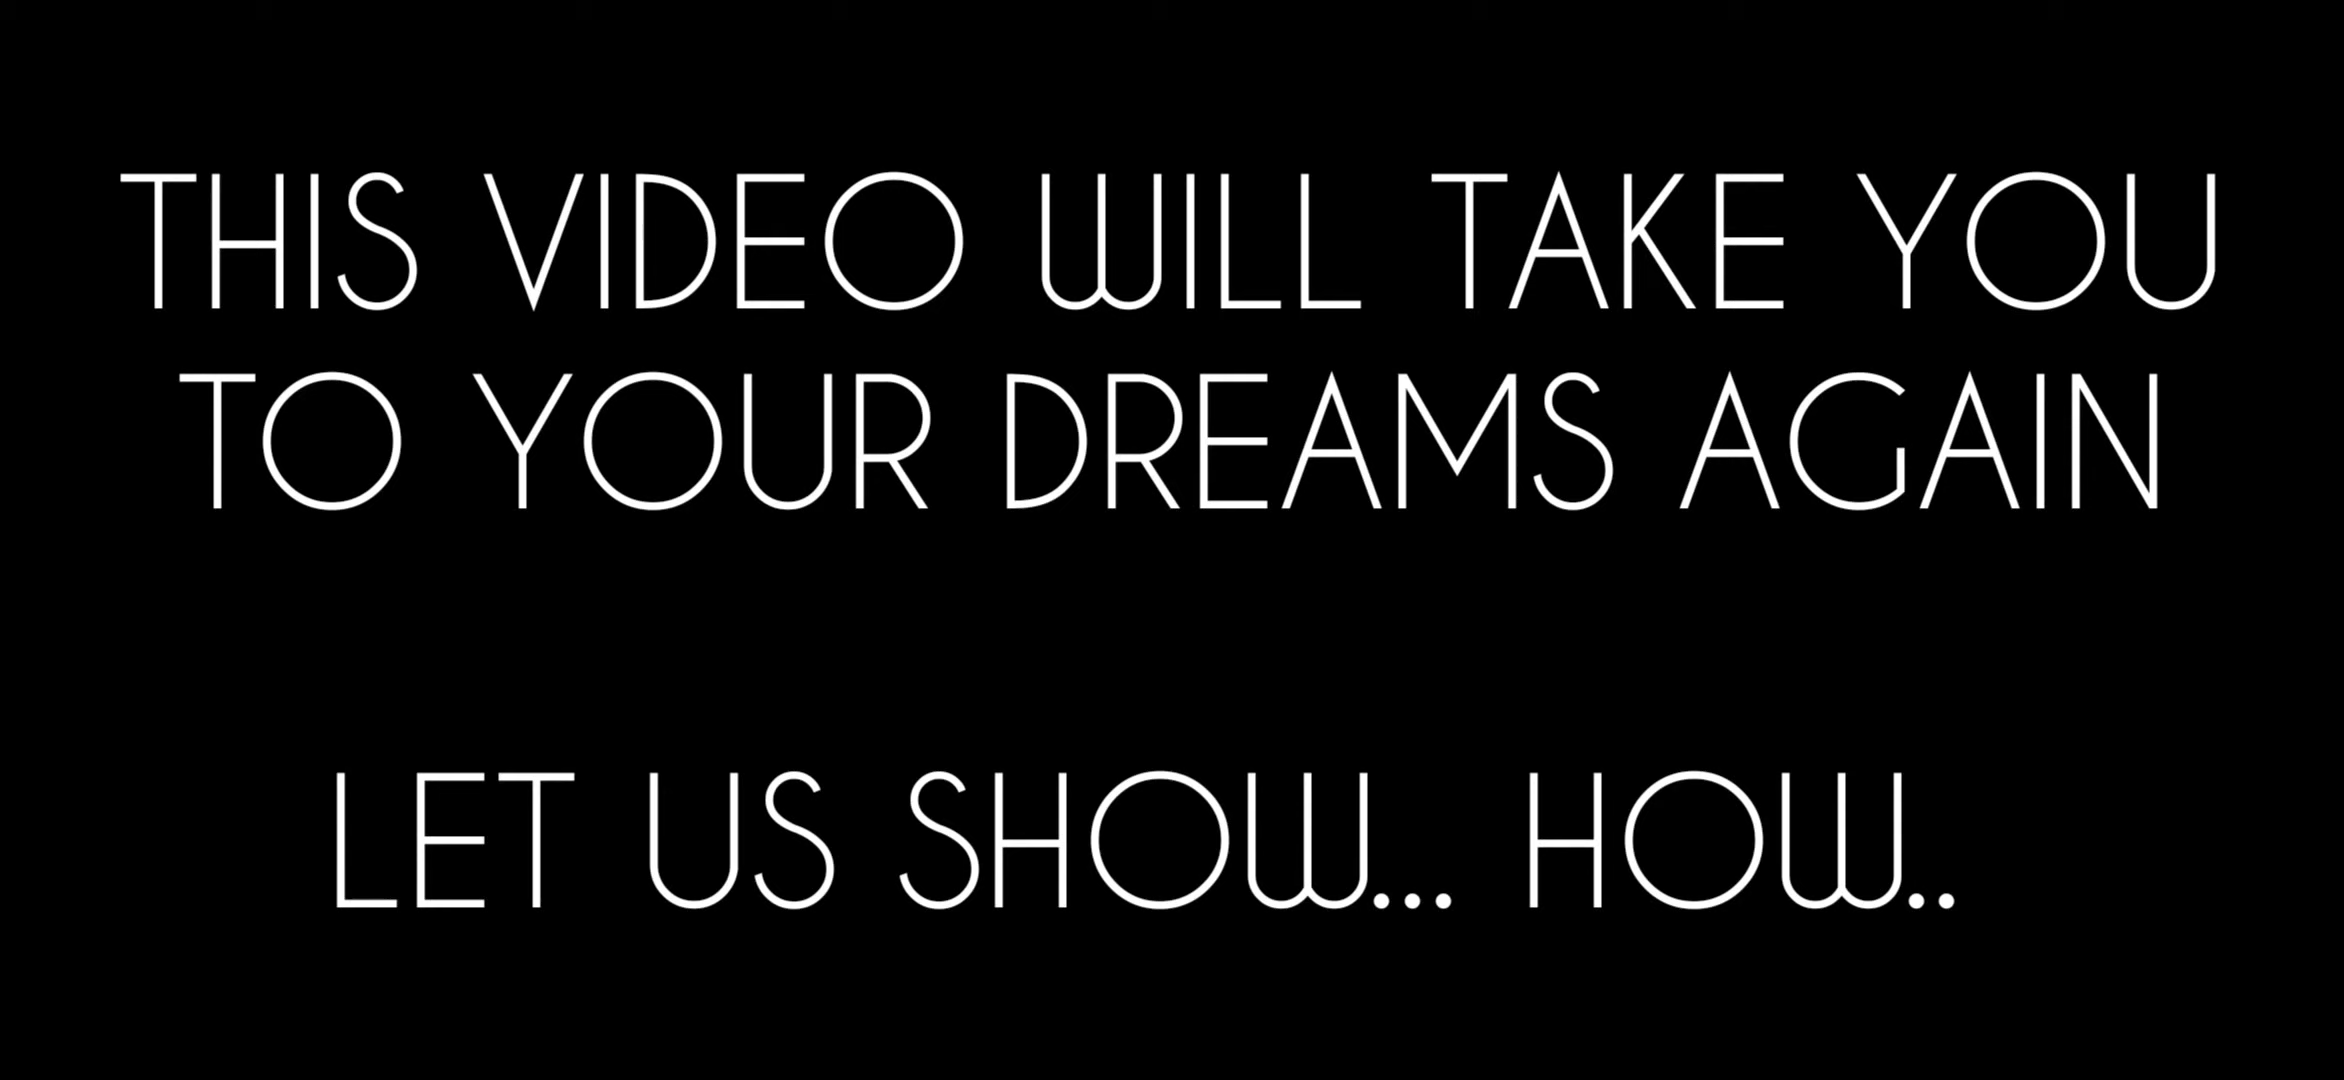 THIS VIDEO WILL TAKE YOU
TO YOUR DREAMS AGAIN
LET US SHOW... HOW..